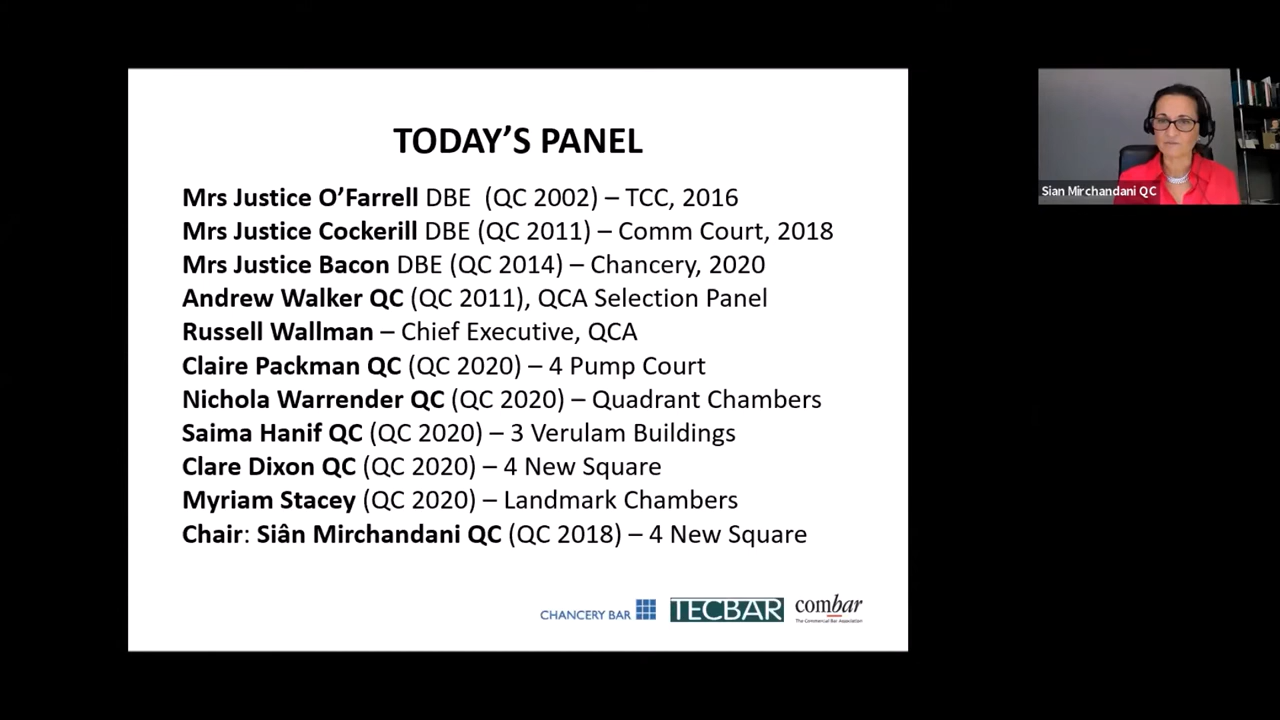 TODAY’S PANEL
Mrs Justice O’Farrell DBE (QC 2002) – TCC, 2016
Mrs Justice Cockerill DBE (QC 2011) – Comm Court, 2018
Mrs Justice Bacon DBE (QC 2014) – Chancery, 2020
Andrew Walker QC (QC 2011), QCA Selection Panel
Russell Wallman – Chief Executive, QCA
Claire Packman QC (QC 2020) – 4 Pump Court
Nichola Warrender QC (QC 2020) – Quadrant Chambers
Saima Hanif QC (QC 2020) – 3 Verulam Buildings
Clare Dixon QC (QC 2020) – 4 New Square
Myriam Stacey (QC 2020) – Landmark Chambers
Chair: Siân Mirchandani QC (QC 2018) – 4 New Square
CHANCERY BAR
TECBAR
combar
The Commercial Bar Association
Sian Mirchandani QC